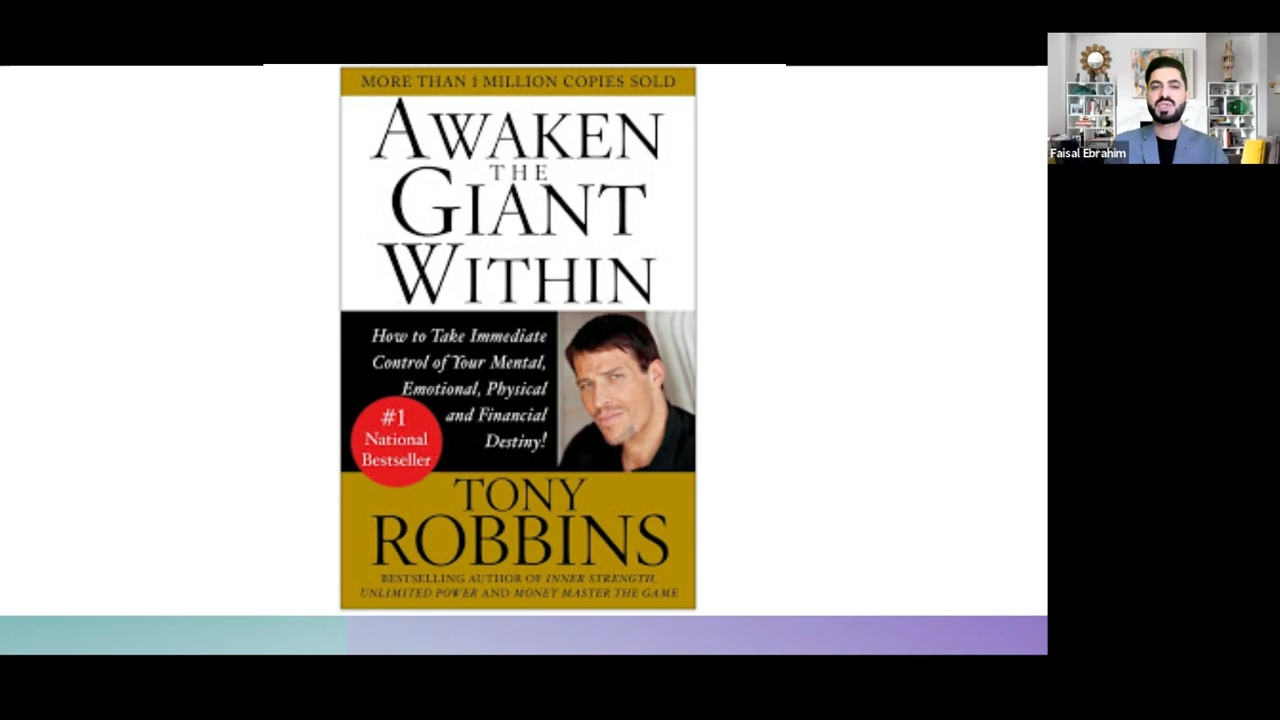 MORE THAN 1 MILLION COPIES SOLD
AWAKEN
THE
GIANT
WITHIN
How to Take Immediate
Control of Your Mental,
Emotional, Physical
and Financial
Destiny!
#1
National
Bestseller
TONY
ROBBINS
BESTSELLING AUTHOR OF INNER STRENGTH,
UNLIMITED POWER AND MONEY MASTER THE GAME
Faisal Ebrahim